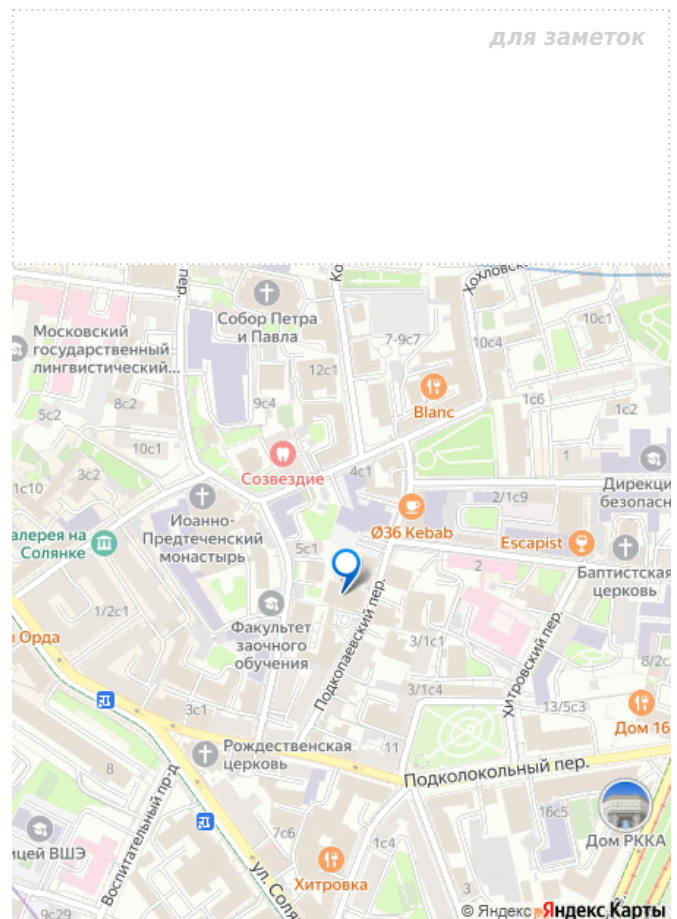 для заметок
пер.
Хохловск
Собор Петра
и Павла
10с1
Московский
государственный
лингвистический...
7-9с7
10с4
12с1
Blanc
1с6
1с2
5с2
8с2
9с4
10с1
Созвездие
4с1
1
3с2
1с10
2/1с9
Дирекци
безопасн
Иоанно-
Предтеченский
монастырь
Ø36 Kebab
алерея на
Солянке
Escapist
5с1
2
Баптистская
церковь
1/2с1
Факультет
заочного
обучения
Подкопаевский пер.
3/1с1
Хитровский пер.
Орда
8/2с
3/1с4
13/5с3
3с1
Дом 16
Рождественская
церковь
11
Подколокольный пер.
8
Воспитательный пр-д
16с5
Дом РККА
7с6
1с4
ицей ВШЭ
ул. Соля
Хитровка
3
9с29
© Яндекс Яндекс Карты